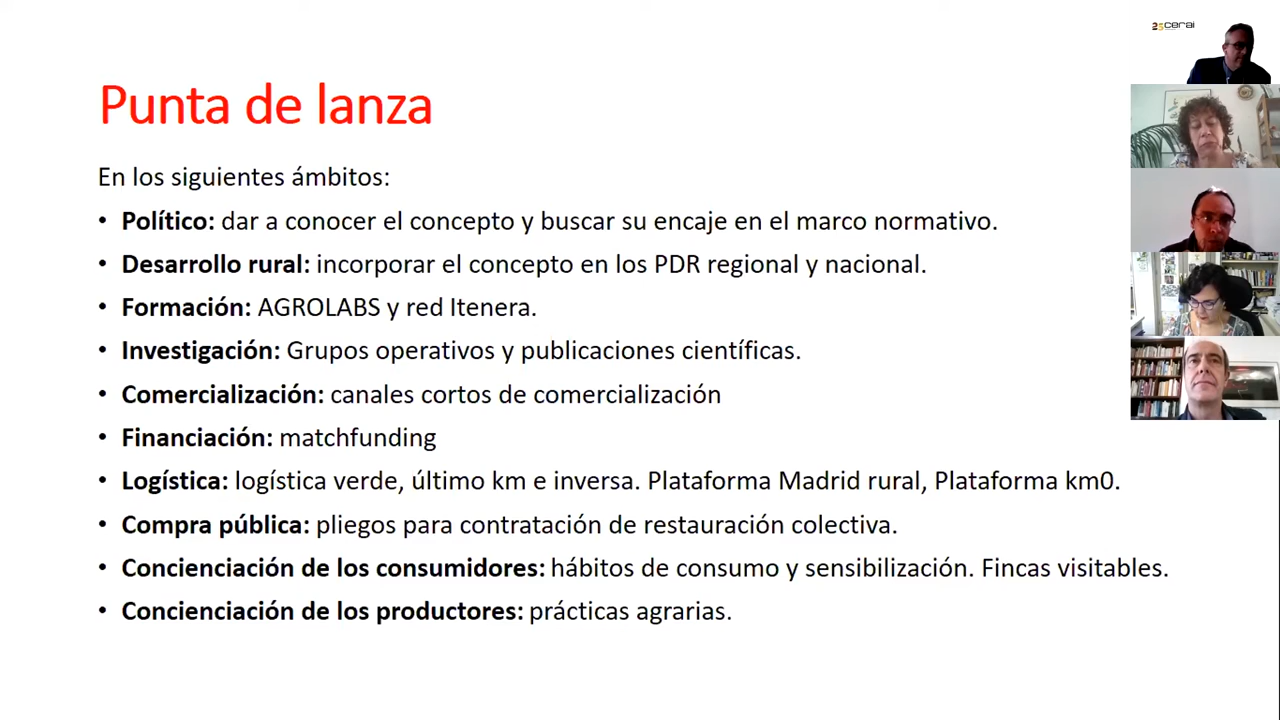 25 cerai
Punta de lanza
En los siguientes ámbitos:
• Político: dar a conocer el concepto y buscar su encaje en el marco normativo.
• Desarrollo rural: incorporar el concepto en los PDR regional y nacional.
• Formación: AGROLABS y red Itenera.
• Investigación: Grupos operativos y publicaciones científicas.
• Comercialización: canales cortos de comercialización
• Financiación: matchfunding
• Logística: logística verde, último km e inversa. Plataforma Madrid rural, Plataforma km0.
• Compra pública: pliegos para contratación de restauración colectiva.
• Concienciación de los consumidores: hábitos de consumo y sensibilización. Fincas visitables.
• Concienciación de los productores: prácticas agrarias.